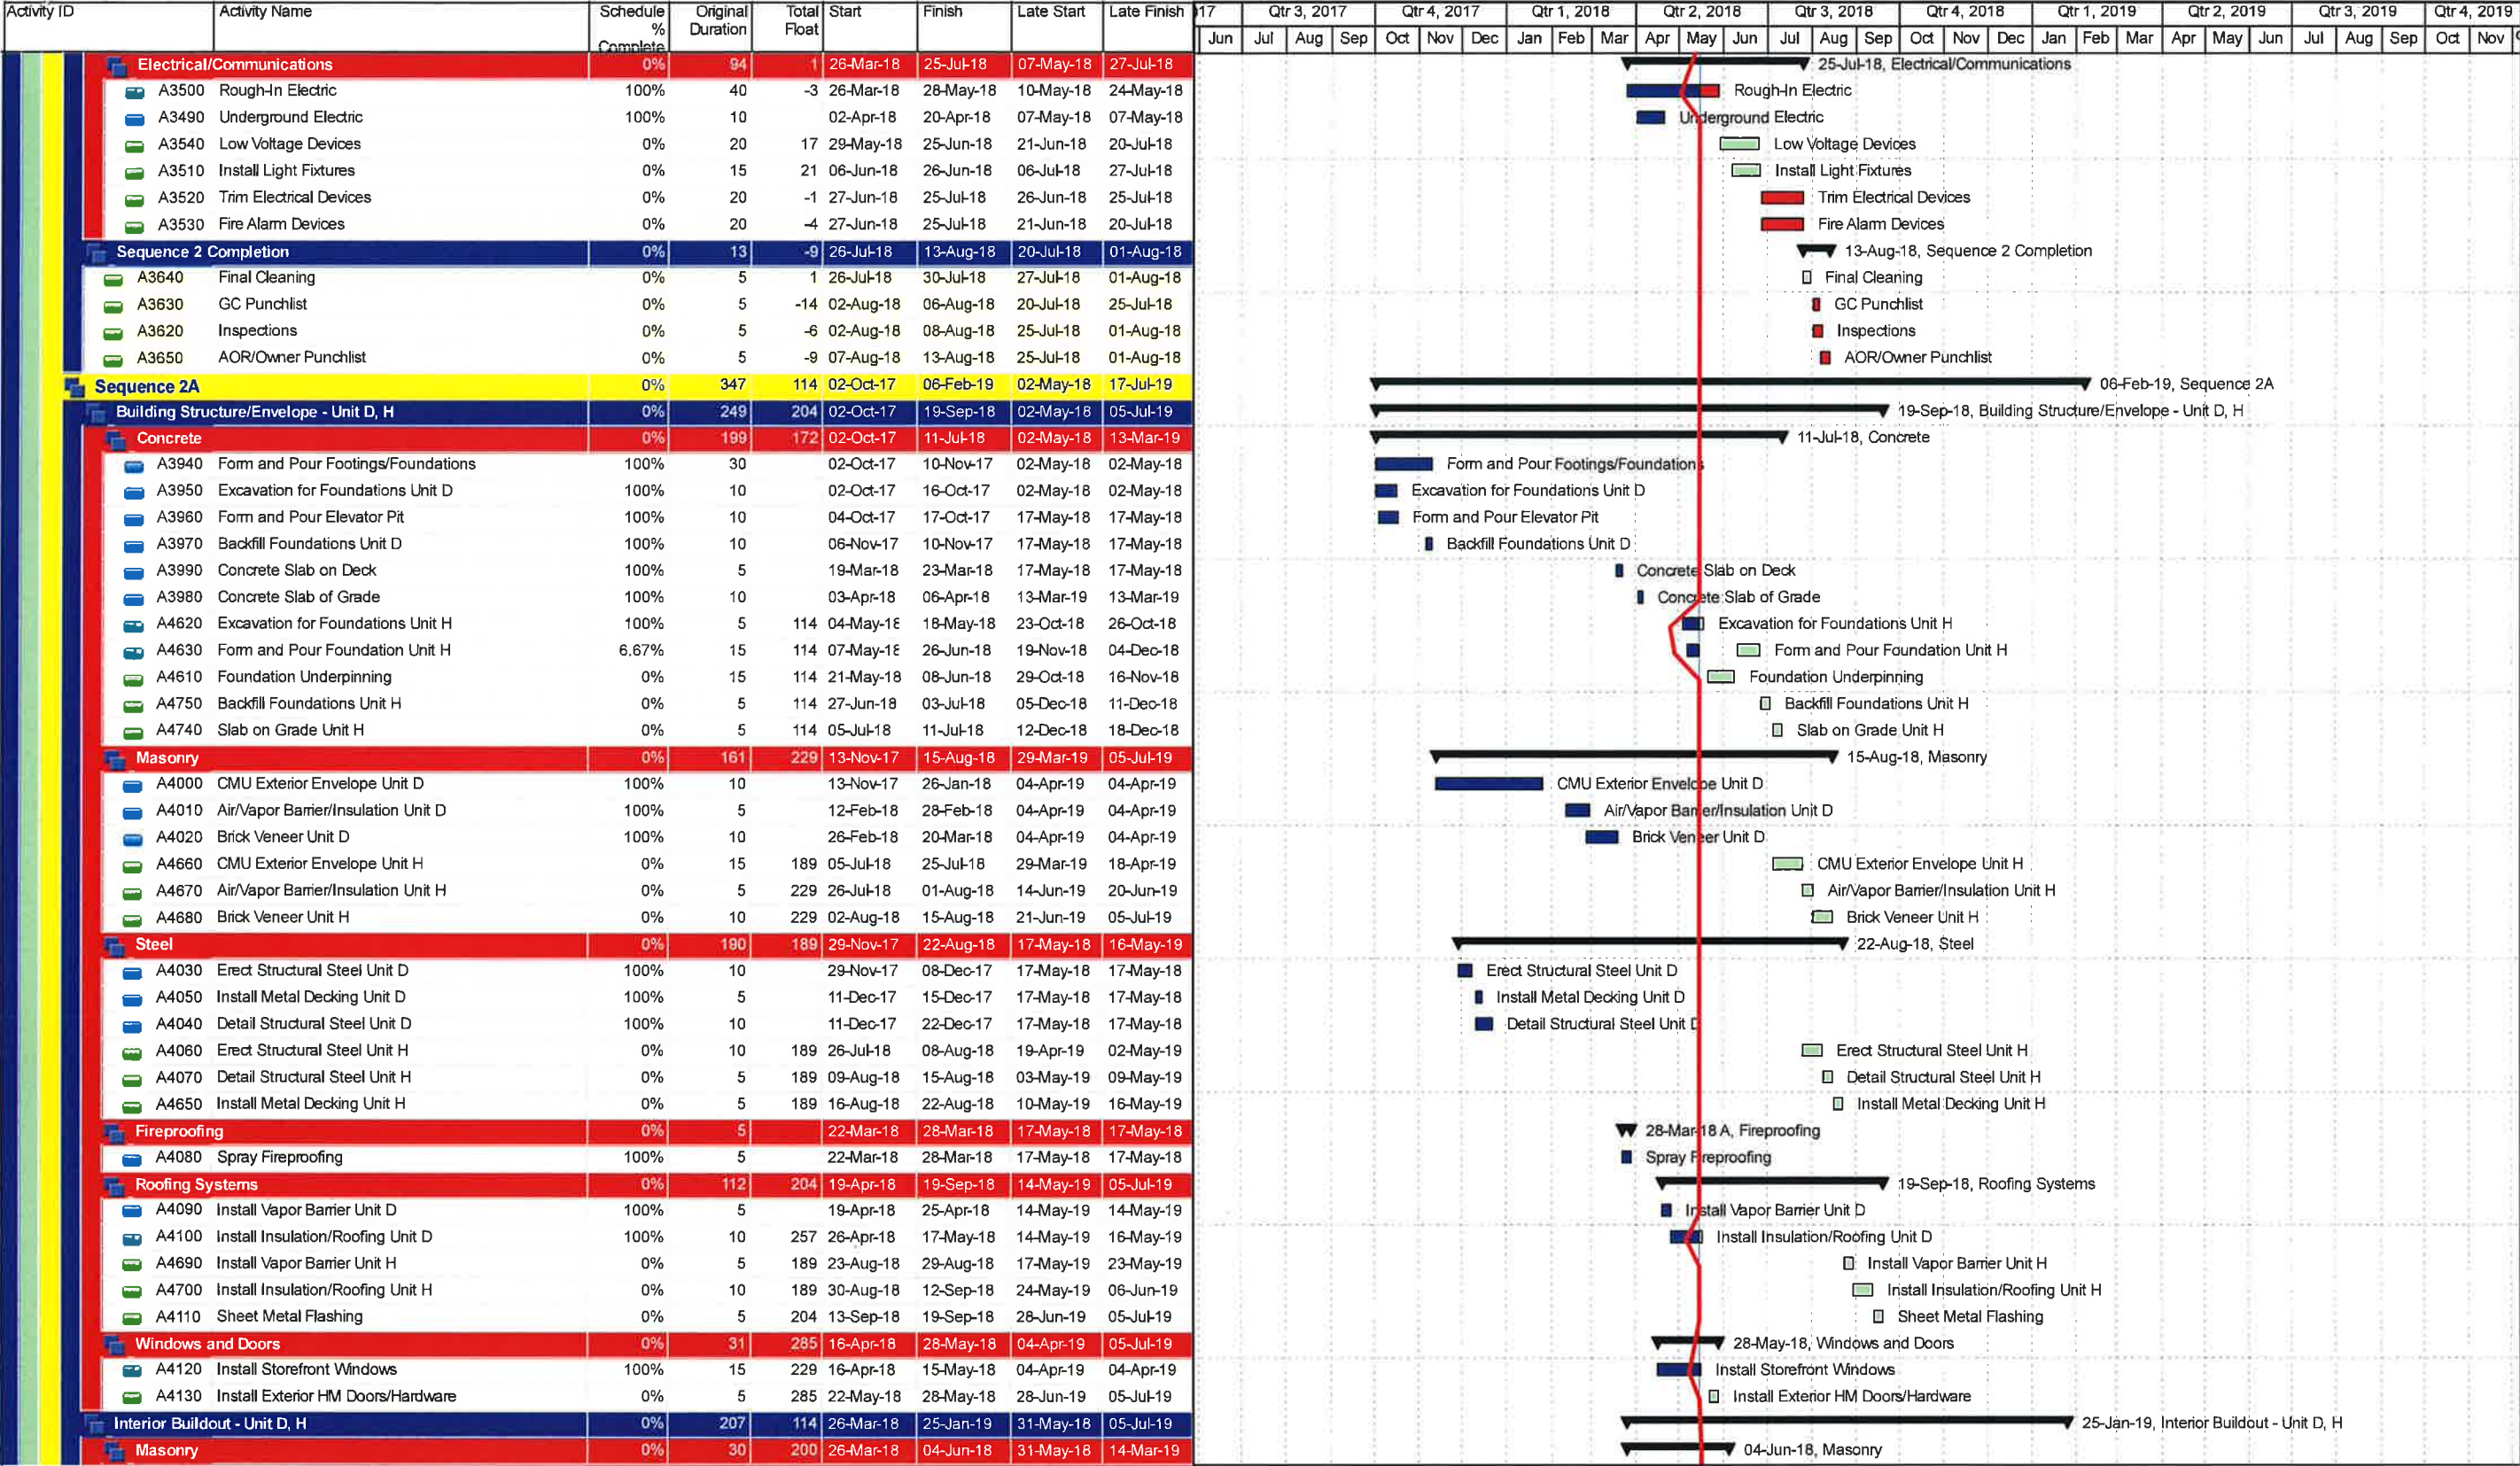 Activity ID Activity Name Schedule % Complete Original Duration Total Float Start Finish Late Start Late Finish
17 Qtr 3, 2017 Qtr 4, 2017 Qtr 1, 2018 Qtr 2, 2018 Qtr 3, 2018 Qtr 4, 2018 Qtr 1, 2019 Qtr 2, 2019 Qtr 3, 2019 Qtr 4, 2019
Jun Jul Aug Sep Oct Nov Dec Jan Feb Mar Apr May Jun Jul Aug Sep Oct Nov Dec Jan Feb Mar Apr May Jun Jul Aug Sep Oct Nov
Electrical/Communications 0% 94 1 26-Mar-18 25-Jul-18 07-May-18 27-Jul-18 25-Jul-18, Electrical/Communications
A3500 Rough-In Electric 100% 40 -3 26-Mar-18 28-May-18 10-May-18 24-May-18 Rough-In Electric
A3490 Underground Electric 100% 10 02-Apr-18 20-Apr-18 07-May-18 07-May-18 Underground Electric
A3540 Low Voltage Devices 0% 20 17 29-May-18 25-Jun-18 21-Jun-18 20-Jul-18 Low Voltage Devices
A3510 Install Light Fixtures 0% 15 21 06-Jun-18 26-Jun-18 06-Jul-18 27-Jul-18 Install Light Fixtures
A3520 Trim Electrical Devices 0% 20 -1 27-Jun-18 25-Jul-18 26-Jun-18 25-Jul-18 Trim Electrical Devices
A3530 Fire Alarm Devices 0% 20 -4 27-Jun-18 25-Jul-18 21-Jun-18 20-Jul-18 Fire Alarm Devices
Sequence 2 Completion 0% 13 -9 26-Jul-18 13-Aug-18 20-Jul-18 01-Aug-18 13-Aug-18, Sequence 2 Completion
A3640 Final Cleaning 0% 5 1 26-Jul-18 30-Jul-18 27-Jul-18 01-Aug-18 Final Cleaning
A3630 GC Punchlist 0% 5 -14 02-Aug-18 06-Aug-18 20-Jul-18 25-Jul-18 GC Punchlist
A3620 Inspections 0% 5 -6 02-Aug-18 08-Aug-18 25-Jul-18 01-Aug-18 Inspections
A3650 AOR/Owner Punchlist 0% 5 -9 07-Aug-18 13-Aug-18 25-Jul-18 01-Aug-18 AOR/Owner Punchlist
Sequence 2A 0% 347 114 02-Oct-17 06-Feb-19 02-May-18 17-Jul-19 06-Feb-19, Sequence 2A
Building Structure/Envelope - Unit D, H 0% 249 204 02-Oct-17 19-Sep-18 02-May-18 05-Jul-19 19-Sep-18, Building Structure/Envelope - Unit D, H
Concrete 0% 199 172 02-Oct-17 11-Jul-18 02-May-18 13-Mar-19 11-Jul-18, Concrete
A3940 Form and Pour Footings/Foundations 100% 30 02-Oct-17 10-Nov-17 02-May-18 02-May-18 Form and Pour Footings/Foundations
A3950 Excavation for Foundations Unit D 100% 10 02-Oct-17 16-Oct-17 02-May-18 02-May-18 Excavation for Foundations Unit D
A3960 Form and Pour Elevator Pit 100% 10 04-Oct-17 17-Oct-17 17-May-18 17-May-18 Form and Pour Elevator Pit
A3970 Backfill Foundations Unit D 100% 10 06-Nov-17 10-Nov-17 17-May-18 17-May-18 Backfill Foundations Unit D
A3990 Concrete Slab on Deck 100% 5 19-Mar-18 23-Mar-18 17-May-18 17-May-18 Concrete Slab on Deck
A3980 Concrete Slab of Grade 100% 10 03-Apr-18 06-Apr-18 13-Mar-19 13-Mar-19 Concrete Slab of Grade
A4620 Excavation for Foundations Unit H 100% 5 114 04-May-18 18-May-18 23-Oct-18 26-Oct-18 Excavation for Foundations Unit H
A4630 Form and Pour Foundation Unit H 6.67% 15 114 07-May-18 26-Jun-18 19-Nov-18 04-Dec-18 Form and Pour Foundation Unit H
A4610 Foundation Underpinning 0% 15 114 21-May-18 08-Jun-18 29-Oct-18 16-Nov-18 Foundation Underpinning
A4750 Backfill Foundations Unit H 0% 5 114 27-Jun-18 03-Jul-18 05-Dec-18 11-Dec-18 Backfill Foundations Unit H
A4740 Slab on Grade Unit H 0% 5 114 05-Jul-18 11-Jul-18 12-Dec-18 18-Dec-18 Slab on Grade Unit H
Masonry 0% 161 229 13-Nov-17 15-Aug-18 29-Mar-19 05-Jul-19 15-Aug-18, Masonry
A4000 CMU Exterior Envelope Unit D 100% 10 13-Nov-17 26-Jan-18 04-Apr-19 04-Apr-19 CMU Exterior Envelope Unit D
A4010 Air/Vapor Barrier/Insulation Unit D 100% 5 12-Feb-18 28-Feb-18 04-Apr-19 04-Apr-19 Air/Vapor Barrier/Insulation Unit D
A4020 Brick Veneer Unit D 100% 10 26-Feb-18 20-Mar-18 04-Apr-19 04-Apr-19 Brick Veneer Unit D
A4660 CMU Exterior Envelope Unit H 0% 15 189 05-Jul-18 25-Jul-18 29-Mar-19 18-Apr-19 CMU Exterior Envelope Unit H
A4670 Air/Vapor Barrier/Insulation Unit H 0% 5 229 26-Jul-18 01-Aug-18 14-Jun-19 20-Jun-19 Air/Vapor Barrier/Insulation Unit H
A4680 Brick Veneer Unit H 0% 10 229 02-Aug-18 15-Aug-18 21-Jun-19 05-Jul-19 Brick Veneer Unit H
Steel 0% 190 189 29-Nov-17 22-Aug-18 17-May-18 16-May-19 22-Aug-18, Steel
A4030 Erect Structural Steel Unit D 100% 10 29-Nov-17 08-Dec-17 17-May-18 17-May-18 Erect Structural Steel Unit D
A4050 Install Metal Decking Unit D 100% 5 11-Dec-17 15-Dec-17 17-May-18 17-May-18 Install Metal Decking Unit D
A4040 Detail Structural Steel Unit D 100% 10 11-Dec-17 22-Dec-17 17-May-18 17-May-18 Detail Structural Steel Unit D
A4060 Erect Structural Steel Unit H 0% 10 189 26-Jul-18 08-Aug-18 19-Apr-19 02-May-19 Erect Structural Steel Unit H
A4070 Detail Structural Steel Unit H 0% 5 189 09-Aug-18 15-Aug-18 03-May-19 09-May-19 Detail Structural Steel Unit H
A4650 Install Metal Decking Unit H 0% 5 189 16-Aug-18 22-Aug-18 10-May-19 16-May-19 Install Metal Decking Unit H
Fireproofing 0% 5 22-Mar-18 28-Mar-18 17-May-18 17-May-18 28-Mar-18 A, Fireproofing
A4080 Spray Fireproofing 100% 5 22-Mar-18 28-Mar-18 17-May-18 17-May-18 Spray Fireproofing
Roofing Systems 0% 112 204 19-Apr-18 19-Sep-18 14-May-19 05-Jul-19 19-Sep-18, Roofing Systems
A4090 Install Vapor Barrier Unit D 100% 5 19-Apr-18 25-Apr-18 14-May-19 14-May-19 Install Vapor Barrier Unit D
A4100 Install Insulation/Roofing Unit D 100% 10 257 26-Apr-18 17-May-18 14-May-19 16-May-19 Install Insulation/Roofing Unit D
A4690 Install Vapor Barrier Unit H 0% 5 189 23-Aug-18 29-Aug-18 17-May-19 23-May-19 Install Vapor Barrier Unit H
A4700 Install Insulation/Roofing Unit H 0% 10 189 30-Aug-18 12-Sep-18 24-May-19 06-Jun-19 Install Insulation/Roofing Unit H
A4110 Sheet Metal Flashing 0% 5 204 13-Sep-18 19-Sep-18 28-Jun-19 05-Jul-19 Sheet Metal Flashing
Windows and Doors 0% 31 285 16-Apr-18 28-May-18 04-Apr-19 05-Jul-19 28-May-18, Windows and Doors
A4120 Install Storefront Windows 100% 15 229 16-Apr-18 15-May-18 04-Apr-19 04-Apr-19 Install Storefront Windows
A4130 Install Exterior HM Doors/Hardware 0% 5 285 22-May-18 28-May-18 28-Jun-19 05-Jul-19 Install Exterior HM Doors/Hardware
Interior Buildout - Unit D, H 0% 207 114 26-Mar-18 25-Jan-19 31-May-18 05-Jul-19 25-Jan-19, Interior Buildout - Unit D, H
Masonry 0% 30 200 26-Mar-18 04-Jun-18 31-May-18 14-Mar-19 04-Jun-18, Masonry